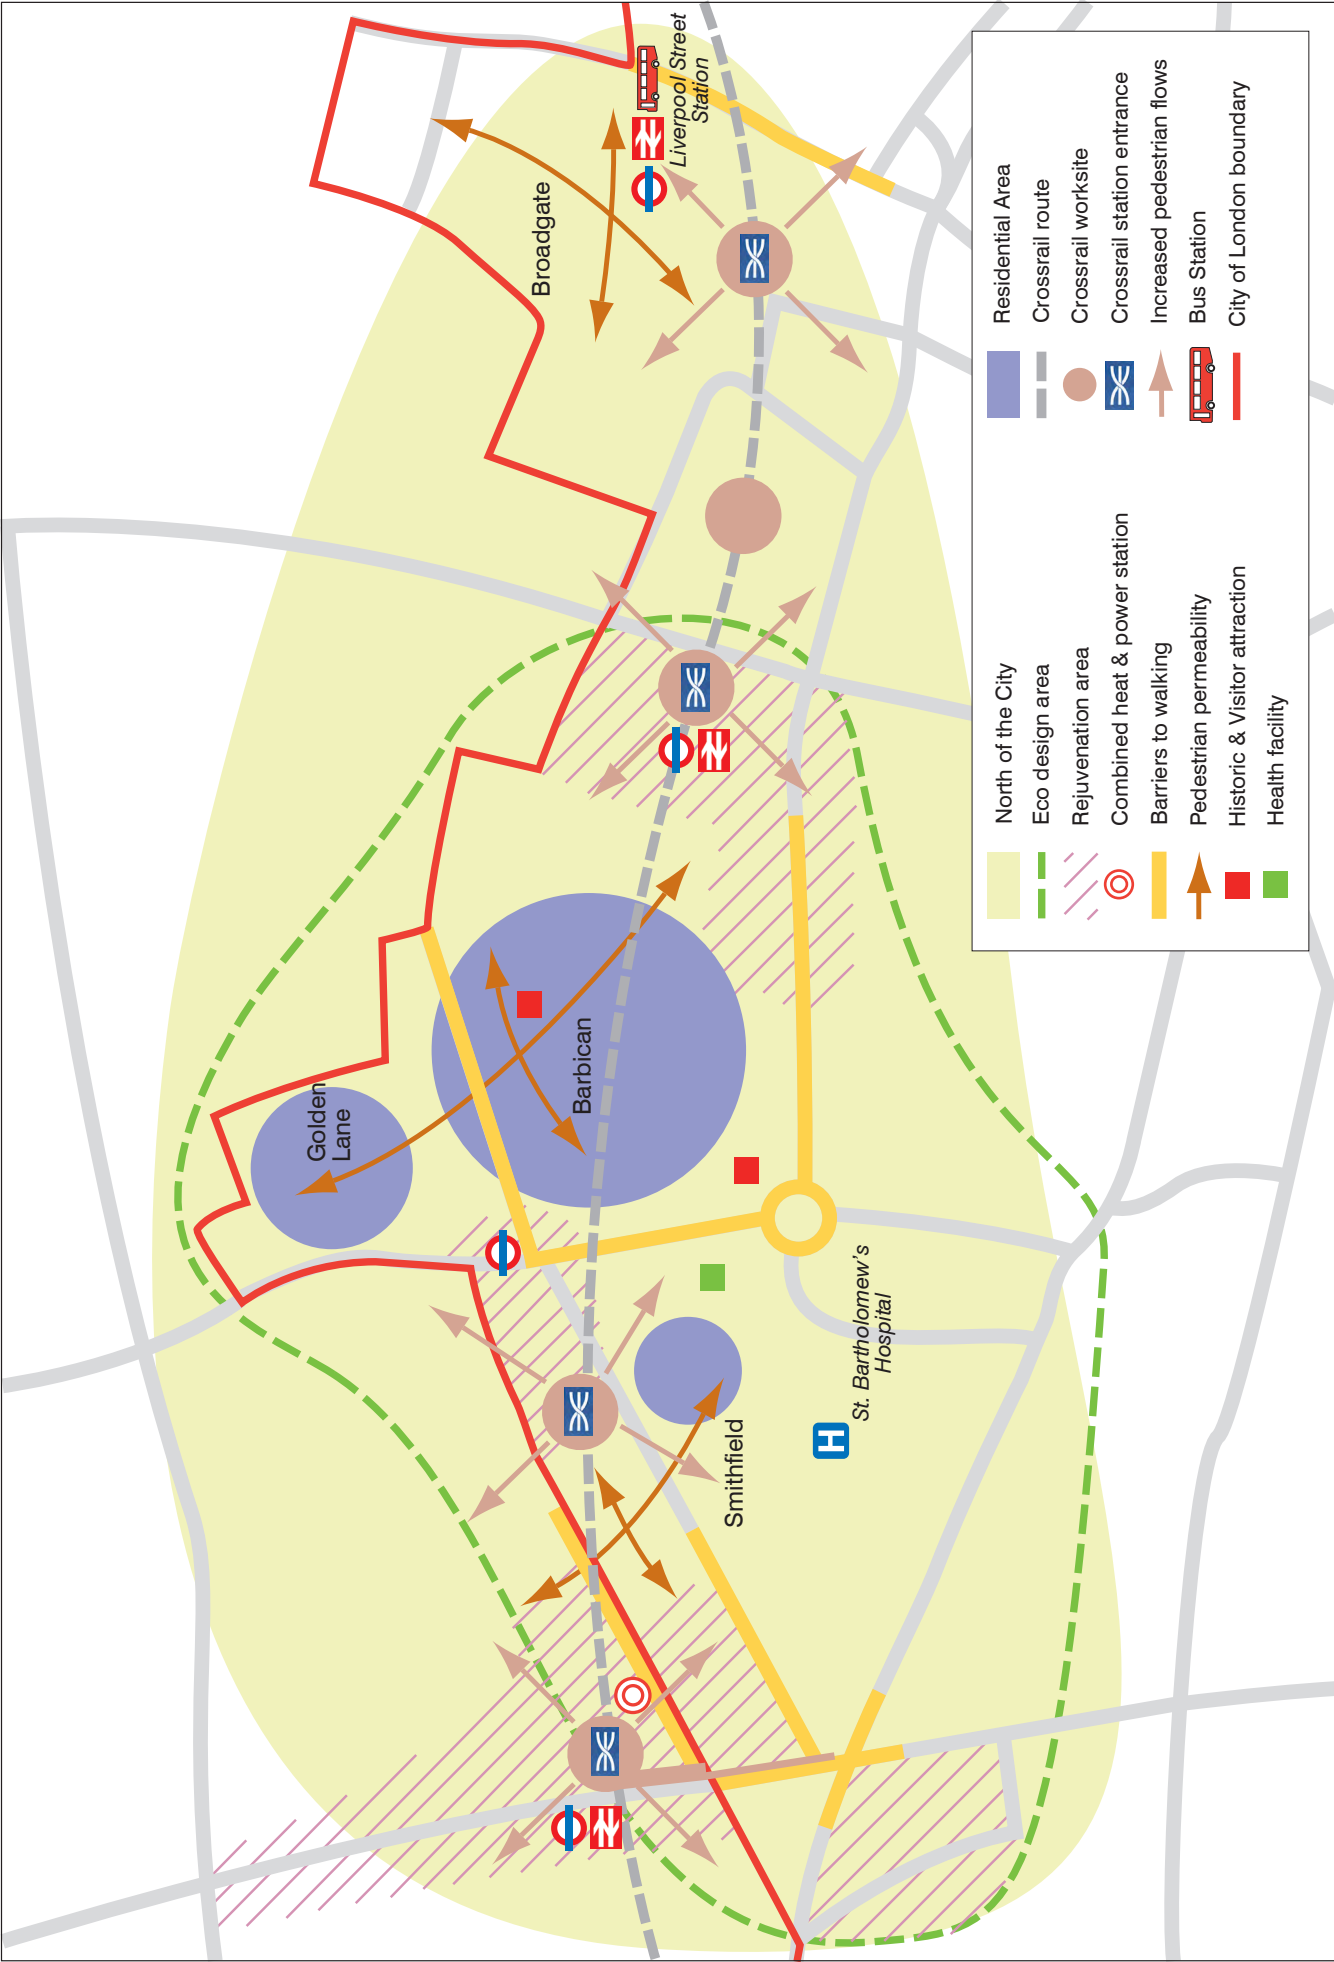 Liverpool Street
Station
Broadgate
Golden
Lane
Barbican
Smithfield
St. Bartholomew's
Hospital
H
North of the City
Eco design area
Rejuvenation area
Combined heat & power station
Barriers to walking
Pedestrian permeability
Historic & Visitor attraction
Health facility
Residential Area
Crossrail route
Crossrail worksite
Crossrail station entrance
Increased pedestrian flows
Bus Station
City of London boundary